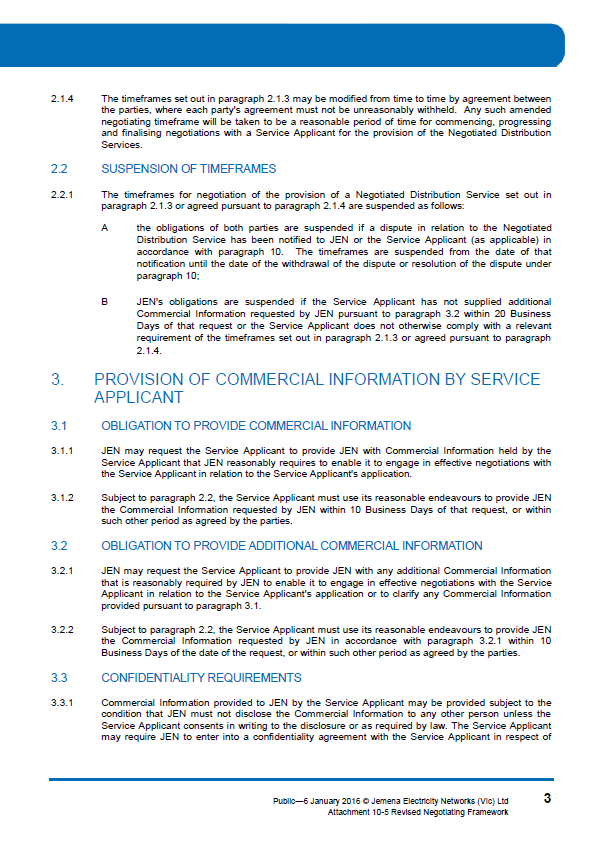 2.1.4 The timeframes set out in paragraph 2.1.3 may be modified from time to time by agreement between
the parties, where each party's agreement must not be unreasonably withheld. Any such amended
negotiating timeframe will be taken to be a reasonable period of time for commencing, progressing
and finalising negotiations with a Service Applicant for the provision of the Negotiated Distribution
Services.
2.2 SUSPENSION OF TIMEFRAMES
2.2.1 The timeframes for negotiation of the provision of a Negotiated Distribution Service set out in
paragraph 2.1.3 or agreed pursuant to paragraph 2.1.4 are suspended as follows:
A the obligations of both parties are suspended if a dispute in relation to the Negotiated
Distribution Service has been notified to JEN or the Service Applicant (as applicable) in
accordance with paragraph 10. The timeframes are suspended from the date of that
notification until the date of the withdrawal of the dispute or resolution of the dispute under
paragraph 10;
B JEN's obligations are suspended if the Service Applicant has not supplied additional
Commercial Information requested by JEN pursuant to paragraph 3.2 within 20 Business
Days of that request or the Service Applicant does not otherwise comply with a relevant
requirement of the timeframes set out in paragraph 2.1.3 or agreed pursuant to paragraph
2.1.4.
3. PROVISION OF COMMERCIAL INFORMATION BY SERVICE
APPLICANT
3.1 OBLIGATION TO PROVIDE COMMERCIAL INFORMATION
3.1.1 JEN may request the Service Applicant to provide JEN with Commercial Information held by the
Service Applicant that JEN reasonably requires to enable it to engage in effective negotiations with
the Service Applicant in relation to the Service Applicant's application.
3.1.2 Subject to paragraph 2.2, the Service Applicant must use its reasonable endeavours to provide JEN
the Commercial Information requested by JEN within 10 Business Days of that request, or within
such other period as agreed by the parties.
3.2 OBLIGATION TO PROVIDE ADDITIONAL COMMERCIAL INFORMATION
3.2.1 JEN may request the Service Applicant to provide JEN with any additional Commercial Information
that is reasonably required by JEN to enable it to engage in effective negotiations with the Service
Applicant in relation to the Service Applicant's application or to clarify any Commercial Information
provided pursuant to paragraph 3.1.
3.2.2 Subject to paragraph 2.2, the Service Applicant must use its reasonable endeavours to provide JEN
the Commercial Information requested by JEN in accordance with paragraph 3.2.1 within 10
Business Days of the date of the request, or within such other period as agreed by the parties.
3.3 CONFIDENTIALITY REQUIREMENTS
3.3.1 Commercial Information provided to JEN by the Service Applicant may be provided subject to the
condition that JEN must not disclose the Commercial Information to any other person unless the
Service Applicant consents in writing to the disclosure or as required by law. The Service Applicant
may require JEN to enter into a confidentiality agreement with the Service Applicant in respect of
Public—6 January 2016 © Jemena Electricity Networks (Vic) Ltd 3
Attachment 10-5 Revised Negotiating Framework